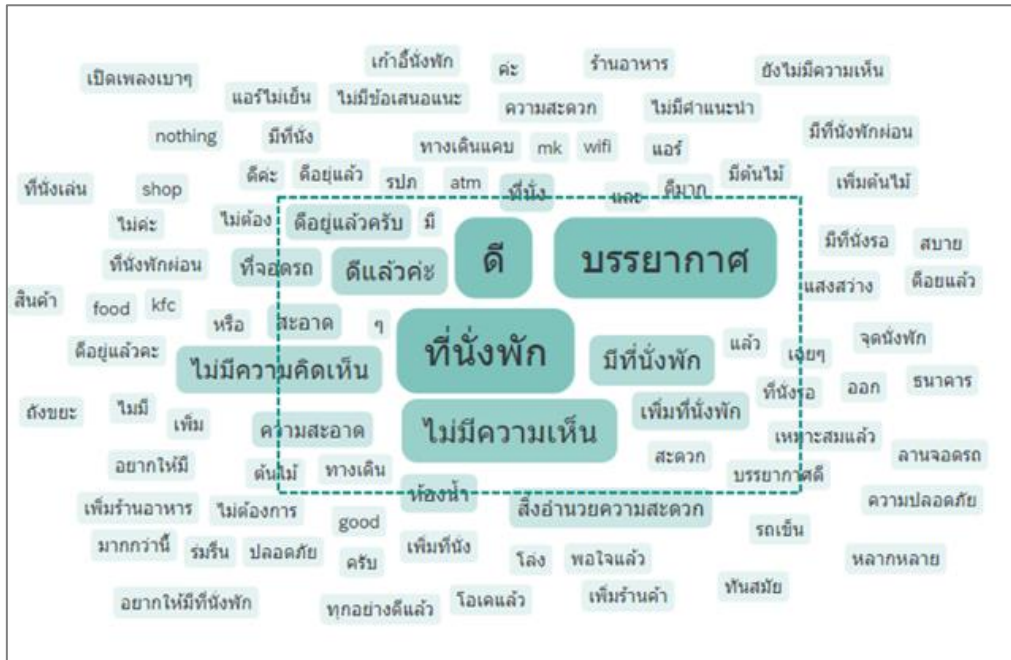 เก้าอี้นั่งพัก ค่ะ ร้านอาหาร ยังไม่มีความเห็น
เปิดเพลงเบาๆ
แอร์ไม่เย็น ไม่มีข้อเสนอแนะ ความสะดวก ไม่มีคำแนะนำ
nothing มีที่นั่ง ทางเดินแคบ mk wifi แอร์ มีที่นั่งพักผ่อน
ที่นั่งเล่น shop ดีค่ะ ดีอยู่แล้ว รปภ atm ที่นั่ง และ ดีมาก มีต้นไม้ เพิ่มต้นไม้
ไม่ค่ะ ไม่ต้อง ดีอยู่แล้วครับ มี ดี บรรยากาศ มีที่นั่งรอ สบาย
ที่นั่งพักผ่อน ที่จอดรถ ดีแล้วค่ะ แสงสว่าง ดีอยแล้ว
สินค้า food kfc หรือ สะอาด ๆ ที่นั่งพัก มีที่นั่งพัก แล้ว เฉยๆ จุดนั่งพัก
ดีอยู่แล้วคะ ไม่มีความคิดเห็น ที่นั่งรอ ออก ธนาคาร
ถังขยะ ไมมี เพิ่ม ความสะอาด ไม่มีความเห็น เพิ่มที่นั่งพัก เหมาะสมแล้ว
อยากให้มี ต้นไม้ ทางเดิน สะดวก บรรยากาศดี ลานจอดรถ
เพิ่มร้านอาหาร ไม่ต้องการ good ห้องน้ำ สิ่งอำนวยความสะดวก รถเข็น ความปลอดภัย
มากกว่านี้ ร่มรื่น ปลอดภัย ครับ เพิ่มที่นั่ง โล่ง พอใจแล้ว หลากหลาย
อยากให้มีที่นั่งพัก ทุกอย่างดีแล้ว โอเคแล้ว เพิ่มร้านค้า ทันสมัย